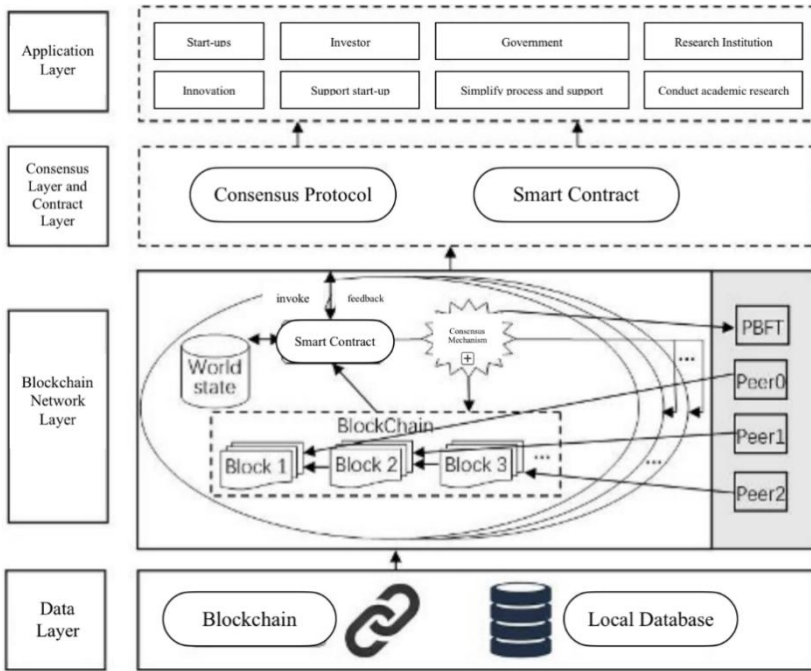 Application
Layer
Start-ups
Investor
Government
Research Institution
Innovation
Support start-up
Simplify process and support
Conduct academic research
Consensus
Layer and
Contract
Layer
Consensus Protocol
Smart Contract
Blockchain
Network
Layer
invoke
feedback
Smart Contract
Consensus
Mechanism
+
World
state
...
BlockChain
Block 1
Block 2
Block 3
...
...
PBFT
Peer0
Peer1
Peer2
Data
Layer
Blockchain
Local Database